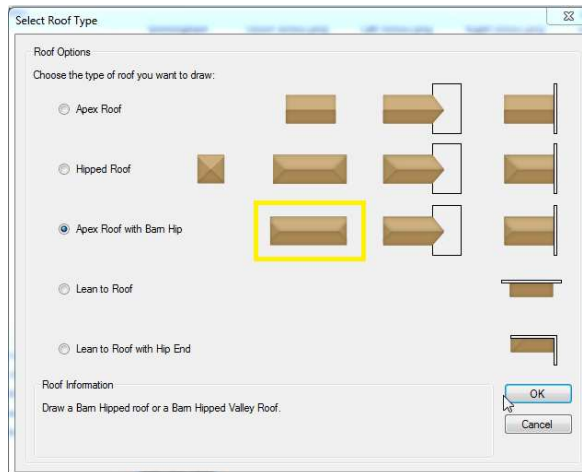 Select Roof Type
Roof Options
Choose the type of roof you want to draw:
Apex Roof
Hipped Roof
Apex Roof with Barn Hip
Lean to Roof
Lean to Roof with Hip End
Roof Information
Draw a Barn Hipped roof or a Barn Hipped Valley Roof.
OK
Cancel